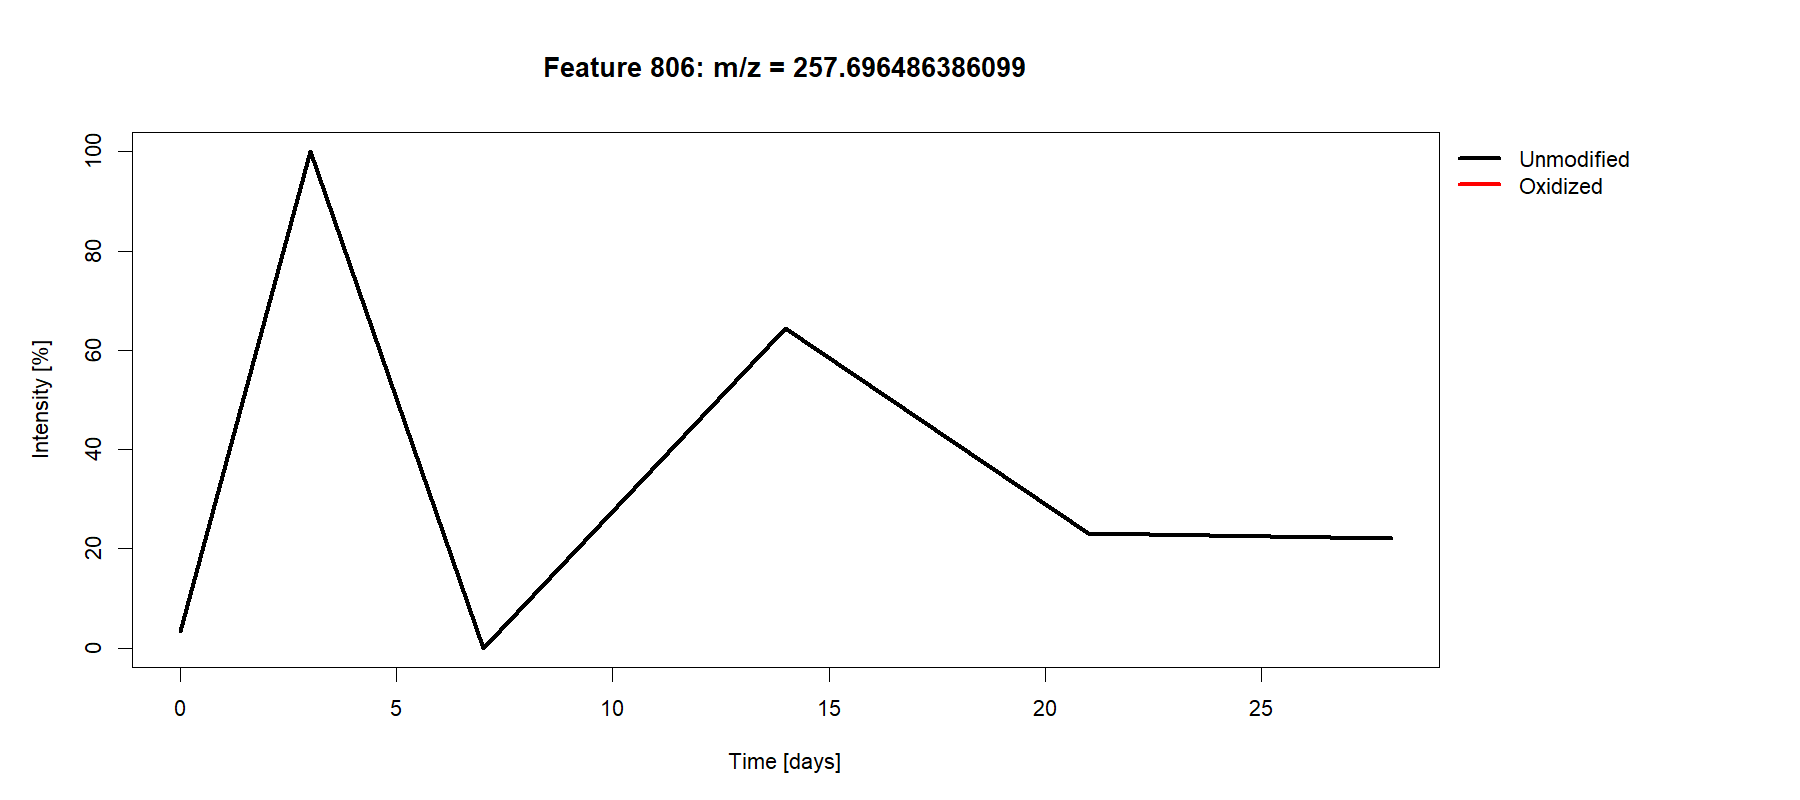 Feature 806: m/z = 257.696486386099
Unmodified
Oxidized
Intensity [%]
100
80
60
40
20
0
0 5 10 15 20 25
Time [days]